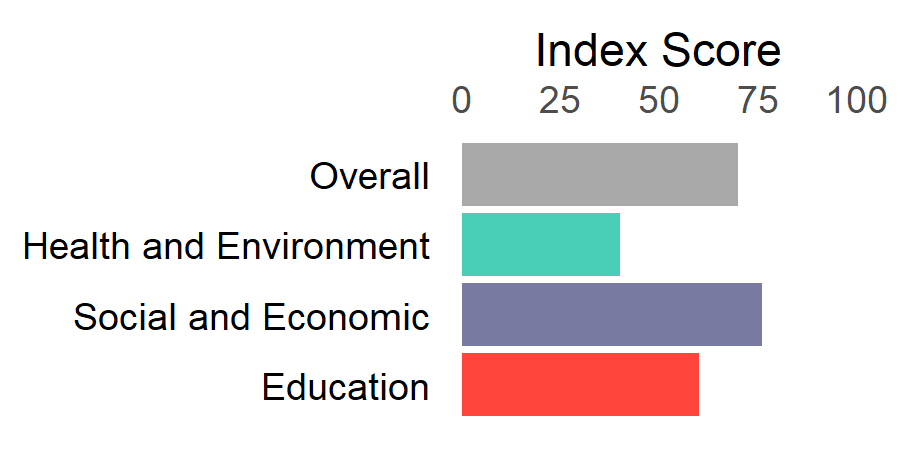 Index Score
0 25 50 75 100
Overall
Health and Environment
Social and Economic
Education